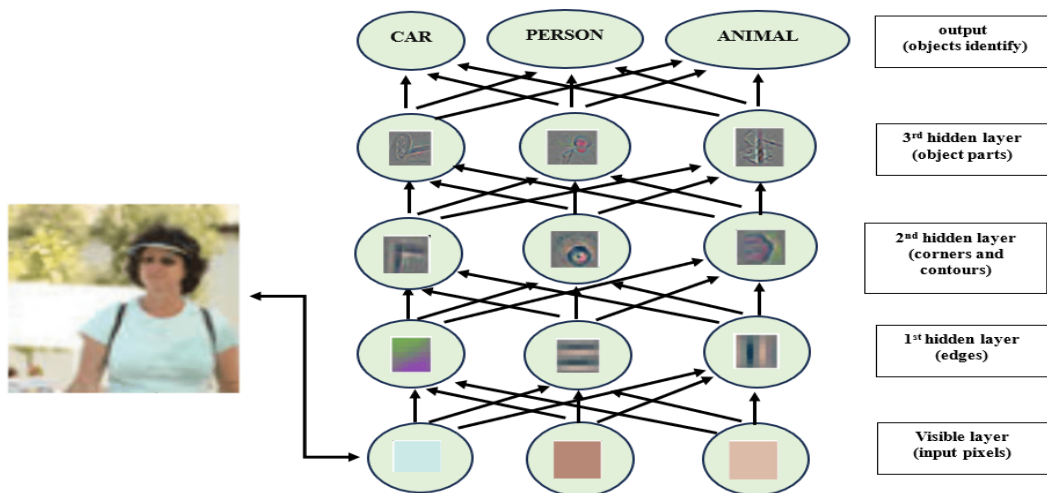 CAR
PERSON
ANIMAL
output
(objects identify)
3rd hidden layer
(object parts)
2nd hidden layer
(corners and
contours)
1st hidden layer
(edges)
Visible layer
(input pixels)